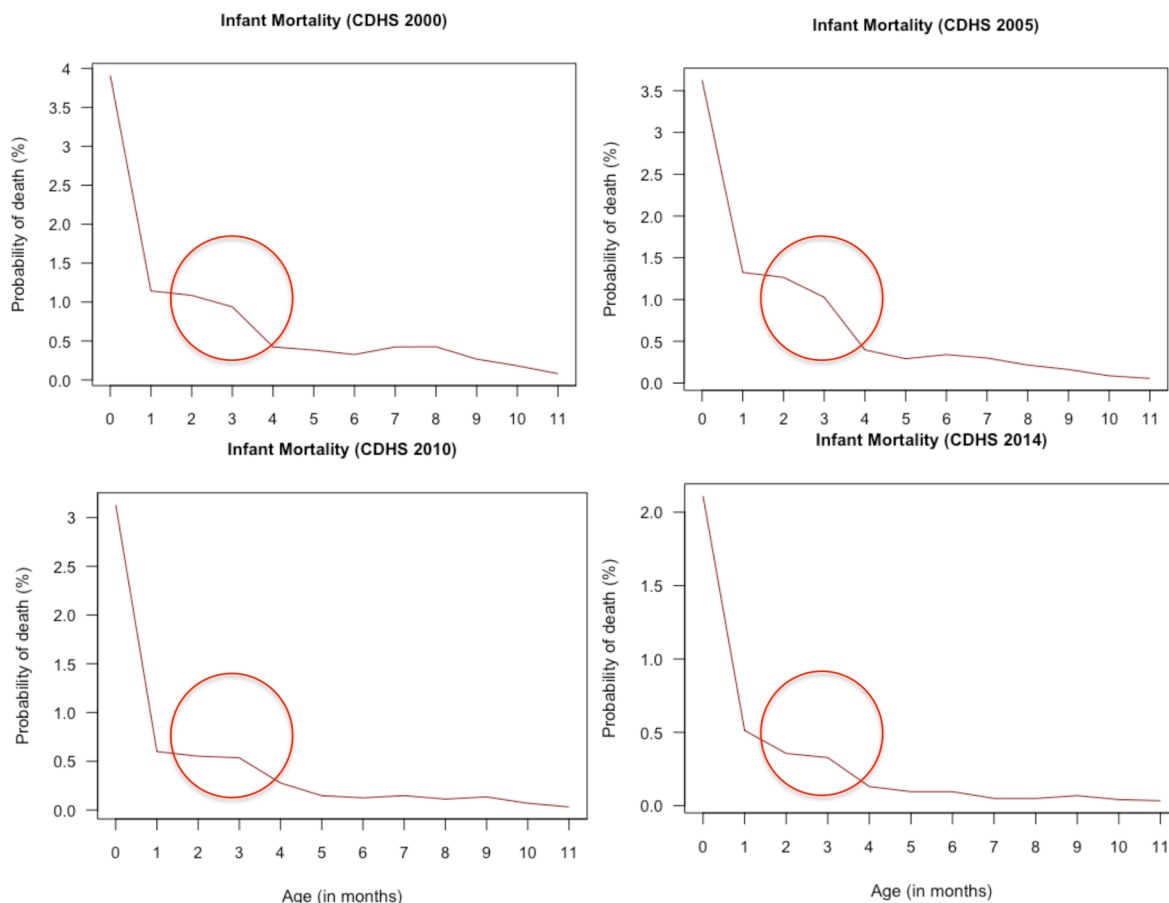 Infant Mortality (CDHS 2000)
Probability of death (%)
4
3.5
3
2.5
2.0
1.5
1.0
0.5
0.0
0 1 2 3 4 5 6 7 8 9 10 11
Infant Mortality (CDHS 2005)
Probability of death (%)
3.5
3
2.5
2.0
1.5
1.0
0.5
0.0
0 1 2 3 4 5 6 7 8 9 10 11
Infant Mortality (CDHS 2010)
Probability of death (%)
3
2.5
2.0
1.5
1.0
0.5
0.0
0 1 2 3 4 5 6 7 8 9 10 11
Age (in months)
Infant Mortality (CDHS 2014)
Probability of death (%)
2.0
1.5
1.0
0.5
0.0
0 1 2 3 4 5 6 7 8 9 10 11
Age (in months)